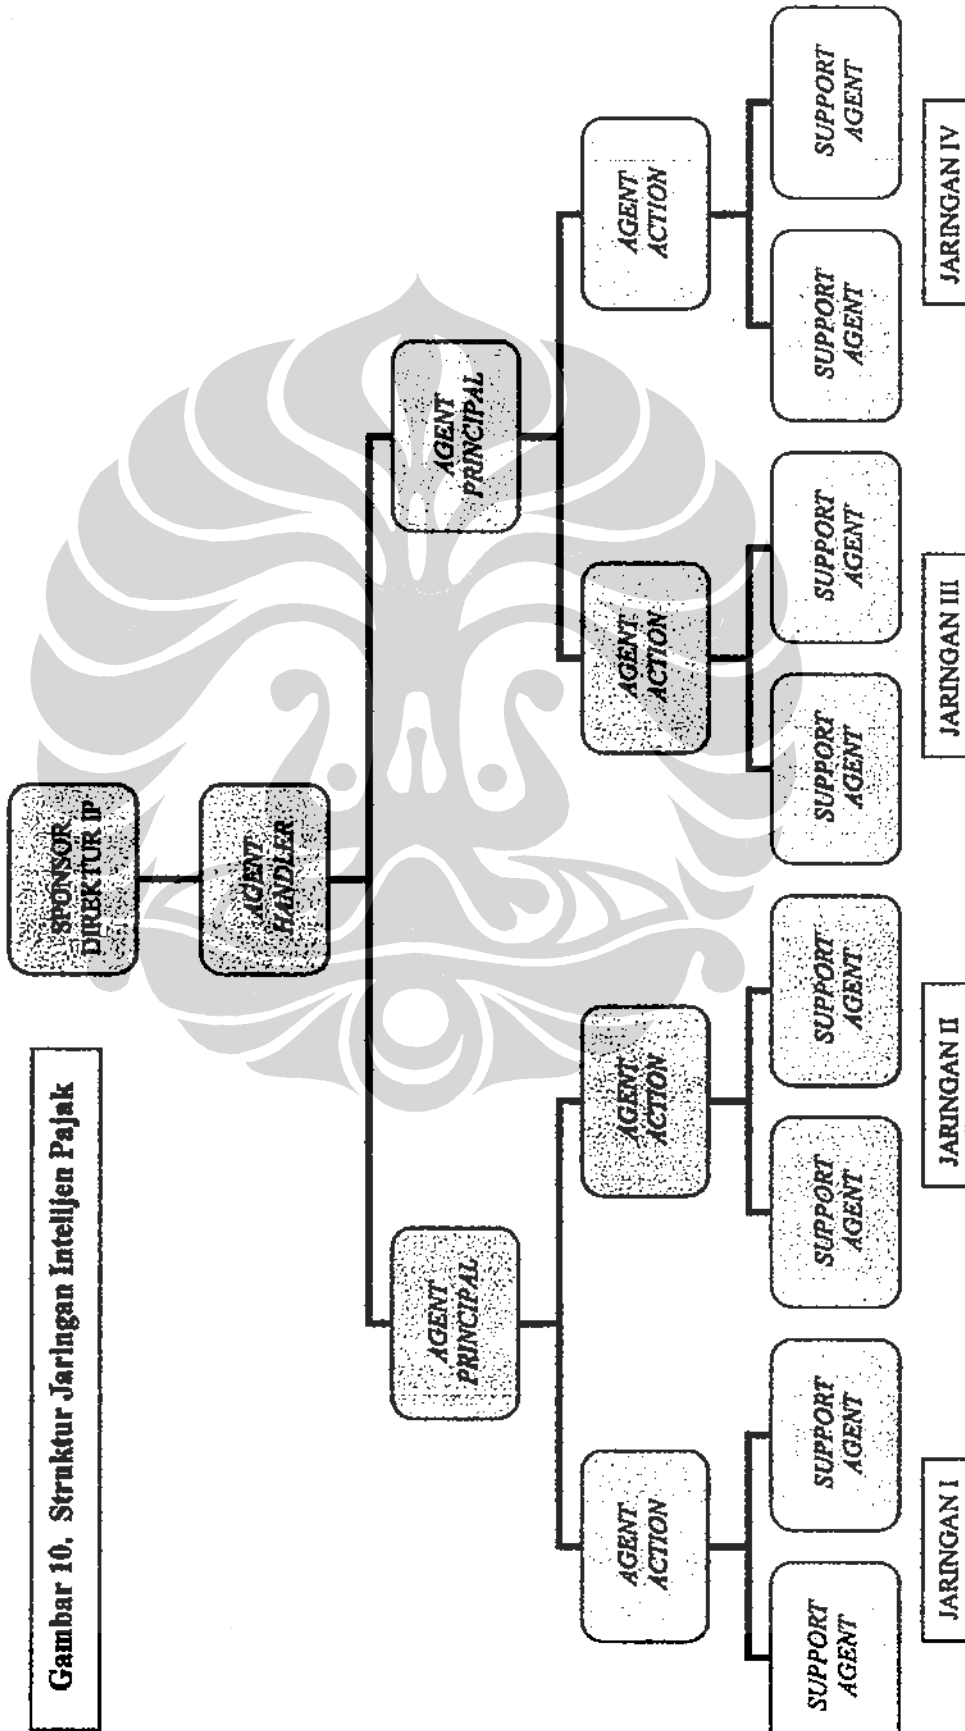 Gambar 10. Struktur Jaringan Intelijen Pajak
SPONSOR
DIREKTUR IP
AGENT
HANDLER
AGENT
PRINCIPAL
AGENT
PRINCIPAL
AGENT
ACTION
AGENT
ACTION
AGENT
ACTION
AGENT
ACTION
SUPPORT
AGENT
SUPPORT
AGENT
SUPPORT
AGENT
SUPPORT
AGENT
SUPPORT
AGENT
SUPPORT
AGENT
SUPPORT
AGENT
SUPPORT
AGENT
JARINGAN I
JARINGAN II
JARINGAN III
JARINGAN IV